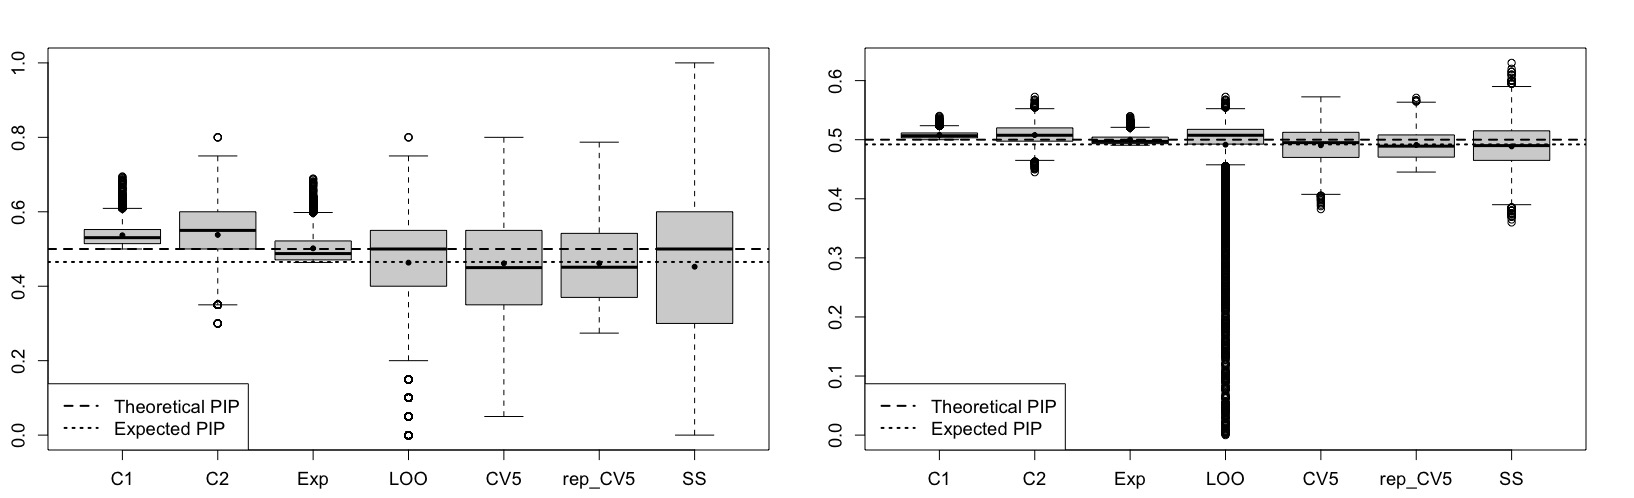 1.0
0.8
0.6
0.4
0.2
0.0
Theoretical PIP
Expected PIP
C1 C2 Exp LOO CV5 rep_CV5 SS
0.6
0.5
0.4
0.3
0.2
0.1
0.0
Theoretical PIP
Expected PIP
C1 C2 Exp LOO CV5 rep_CV5 SS